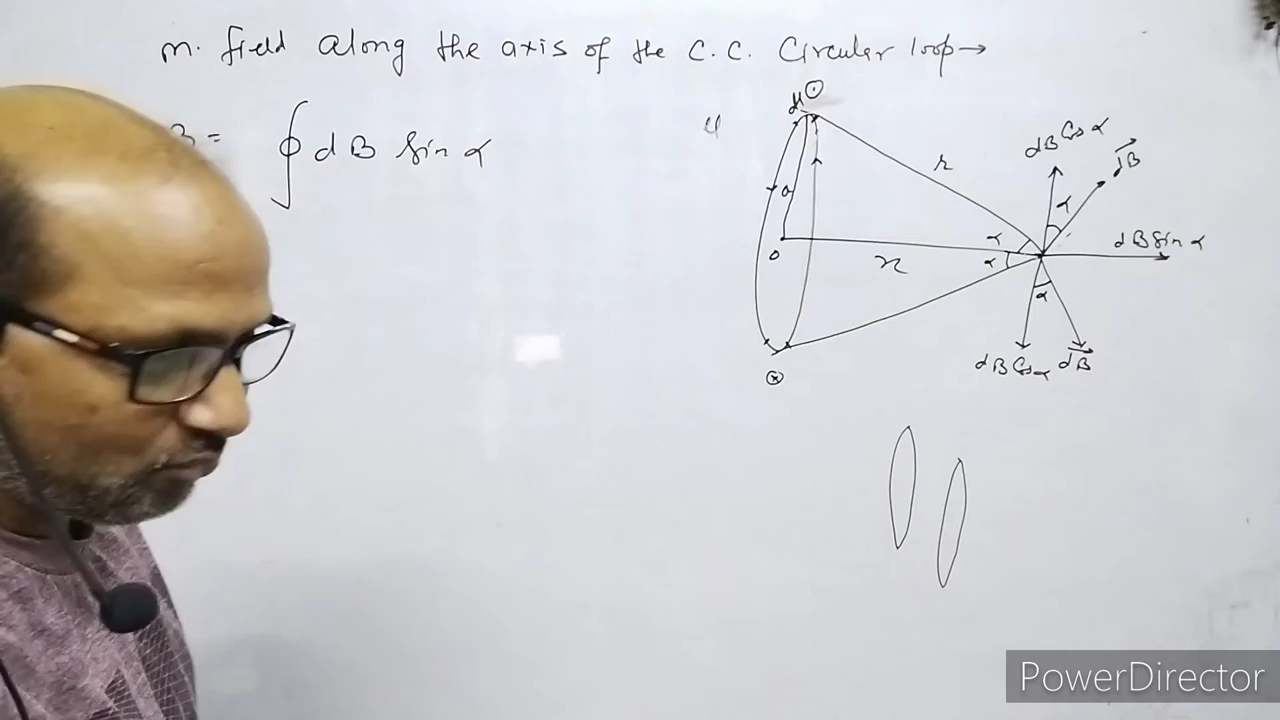 m. field along the axis of the C.C. Circular loop→
B = ∮ dB Sin α
dl ⊙
a
r
o
x
α
α
dB Cos α
dB
α
dB Sin α
α
dB Cos α dB
⊗
PowerDirector